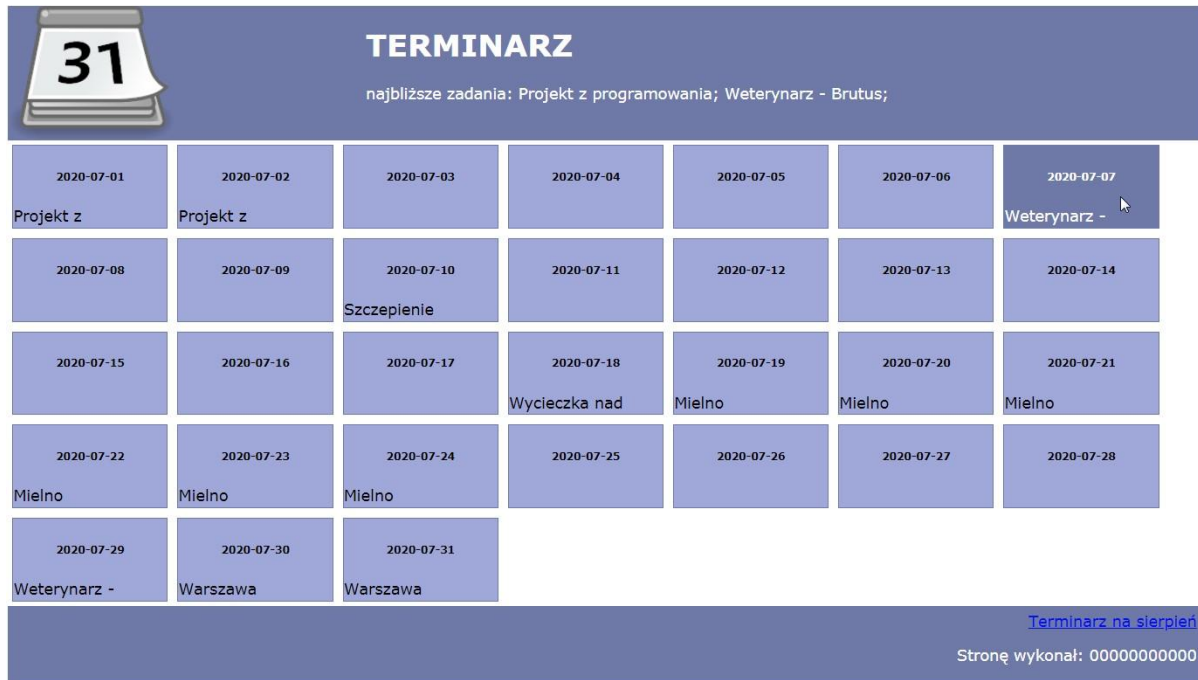 31
TERMINARZ
najbliższe zadania: Projekt z programowania; Weterynarz - Brutus;
2020-07-01
Projekt z
2020-07-02
Projekt z
2020-07-03
2020-07-04
2020-07-05
2020-07-06
2020-07-07
Weterynarz -
2020-07-08
2020-07-09
2020-07-10
Szczepienie
2020-07-11
2020-07-12
2020-07-13
2020-07-14
2020-07-15
2020-07-16
2020-07-17
2020-07-18
Wycieczka nad
2020-07-19
Mielno
2020-07-20
Mielno
2020-07-21
Mielno
2020-07-22
Mielno
2020-07-23
Mielno
2020-07-24
Mielno
2020-07-25
2020-07-26
2020-07-27
2020-07-28
2020-07-29
Weterynarz -
2020-07-30
Warszawa
2020-07-31
Warszawa
Terminarz na sierpień
Stronę wykonał: 00000000000